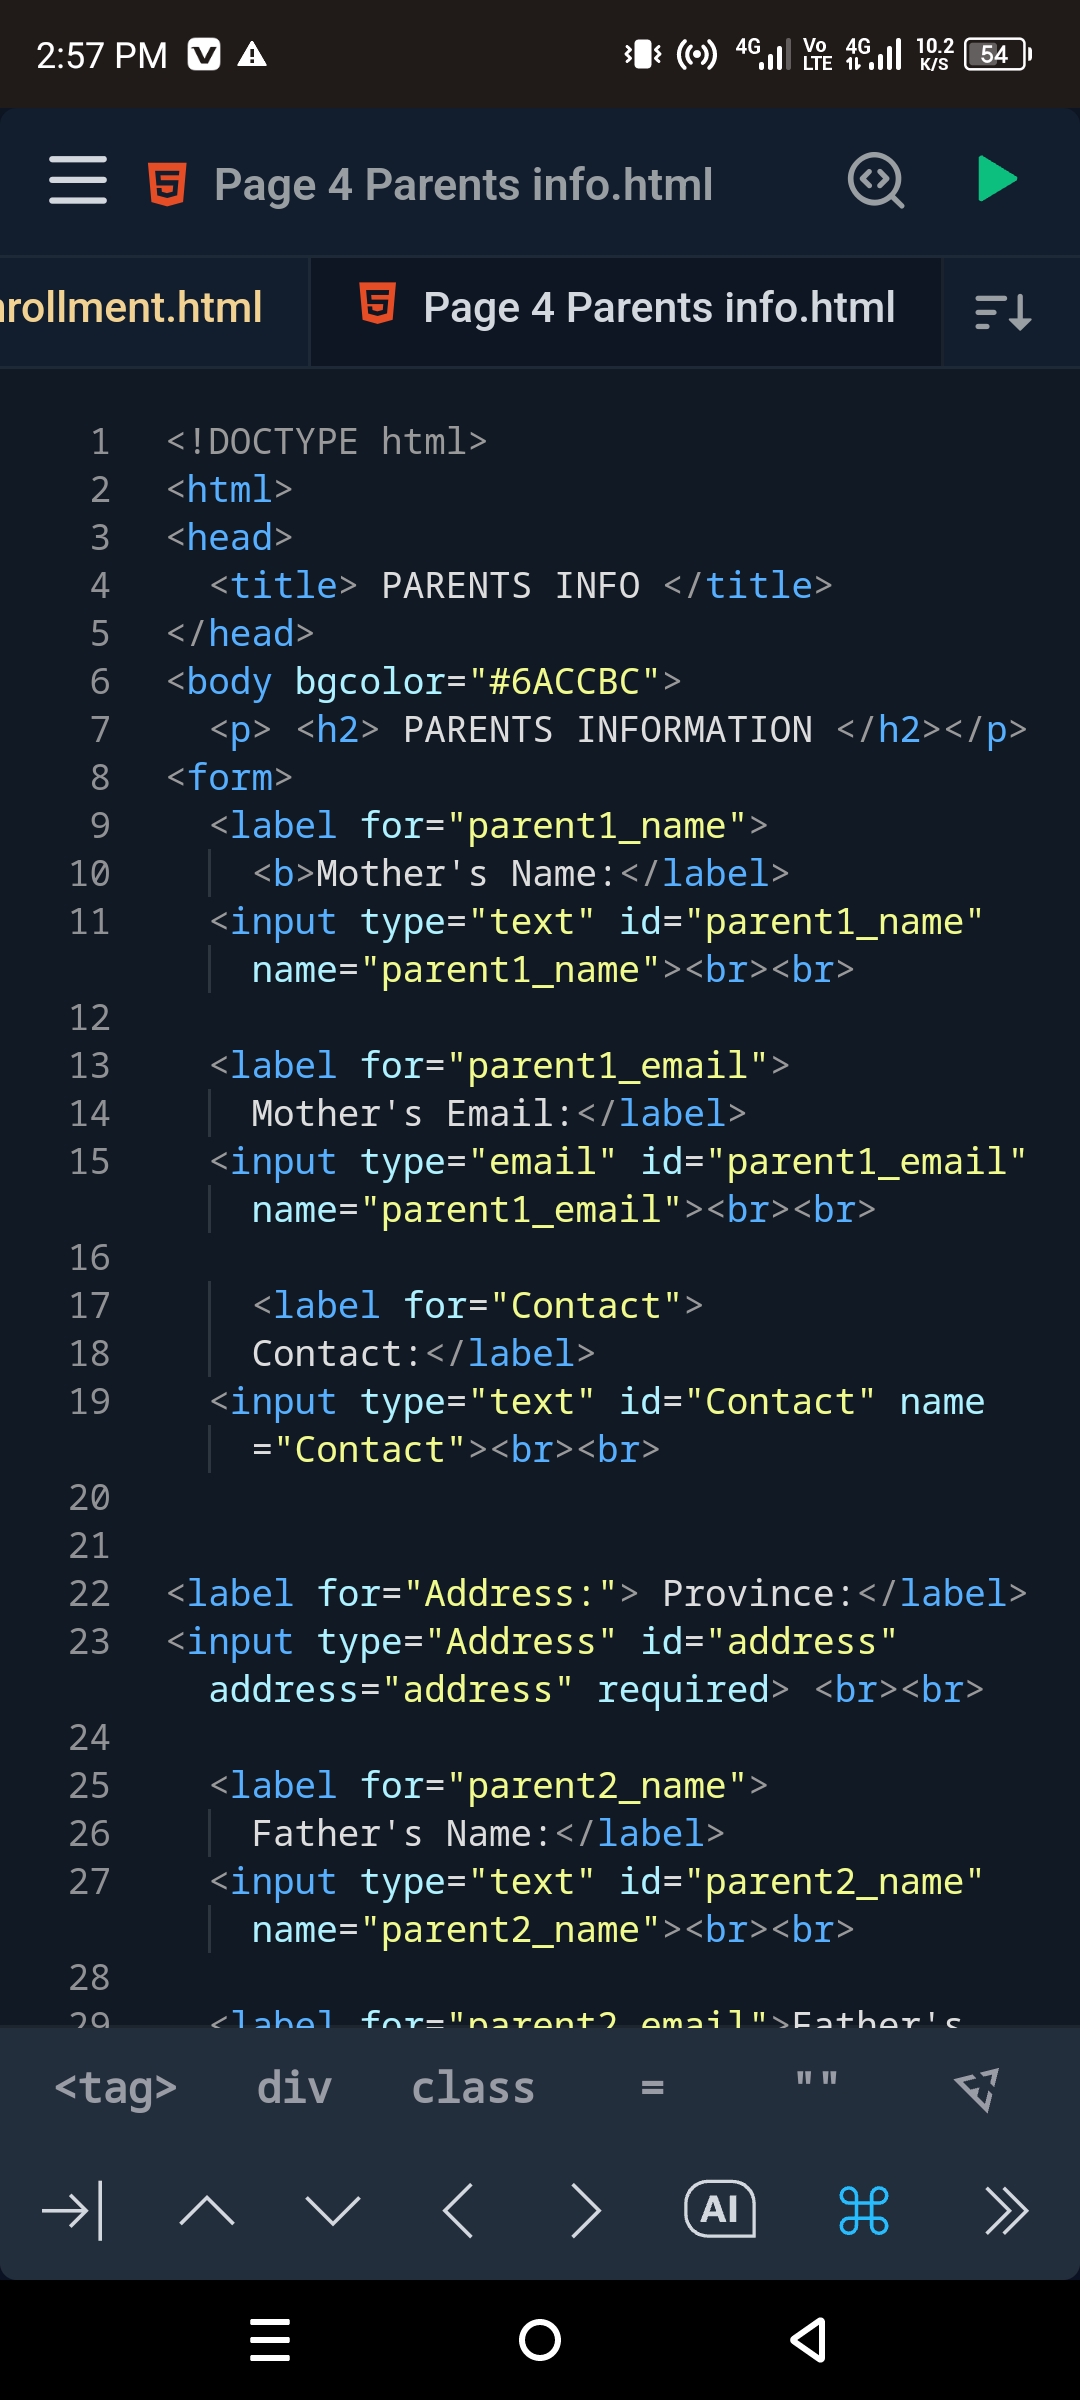 2:57 PM
4G Vo LTE 4G 10.2 K/S 54
Page 4 Parents info.html
nrollment.html
Page 4 Parents info.html
1 <!DOCTYPE html>
2 <html>
3 <head>
4 <title> PARENTS INFO </title>
5 </head>
6 <body bgcolor="#6ACCBC">
7 <p> <h2> PARENTS INFORMATION </h2></p>
8 <form>
9 <label for="parent1_name">
10 <b>Mother's Name:</label>
11 <input type="text" id="parent1_name"
name="parent1_name"><br><br>
12
13 <label for="parent1_email">
14 Mother's Email:</label>
15 <input type="email" id="parent1_email"
name="parent1_email"><br><br>
16
17 <label for="Contact">
18 Contact:</label>
19 <input type="text" id="Contact" name
="Contact"><br><br>
20
21
22 <label for="Address:"> Province:</label>
23 <input type="Address" id="address"
address="address" required> <br><br>
24
25 <label for="parent2_name">
26 Father's Name:</label>
27 <input type="text" id="parent2_name"
name="parent2_name"><br><br>
28
29 <label for="parent2_email">Father's
<tag> div class = ""
AI